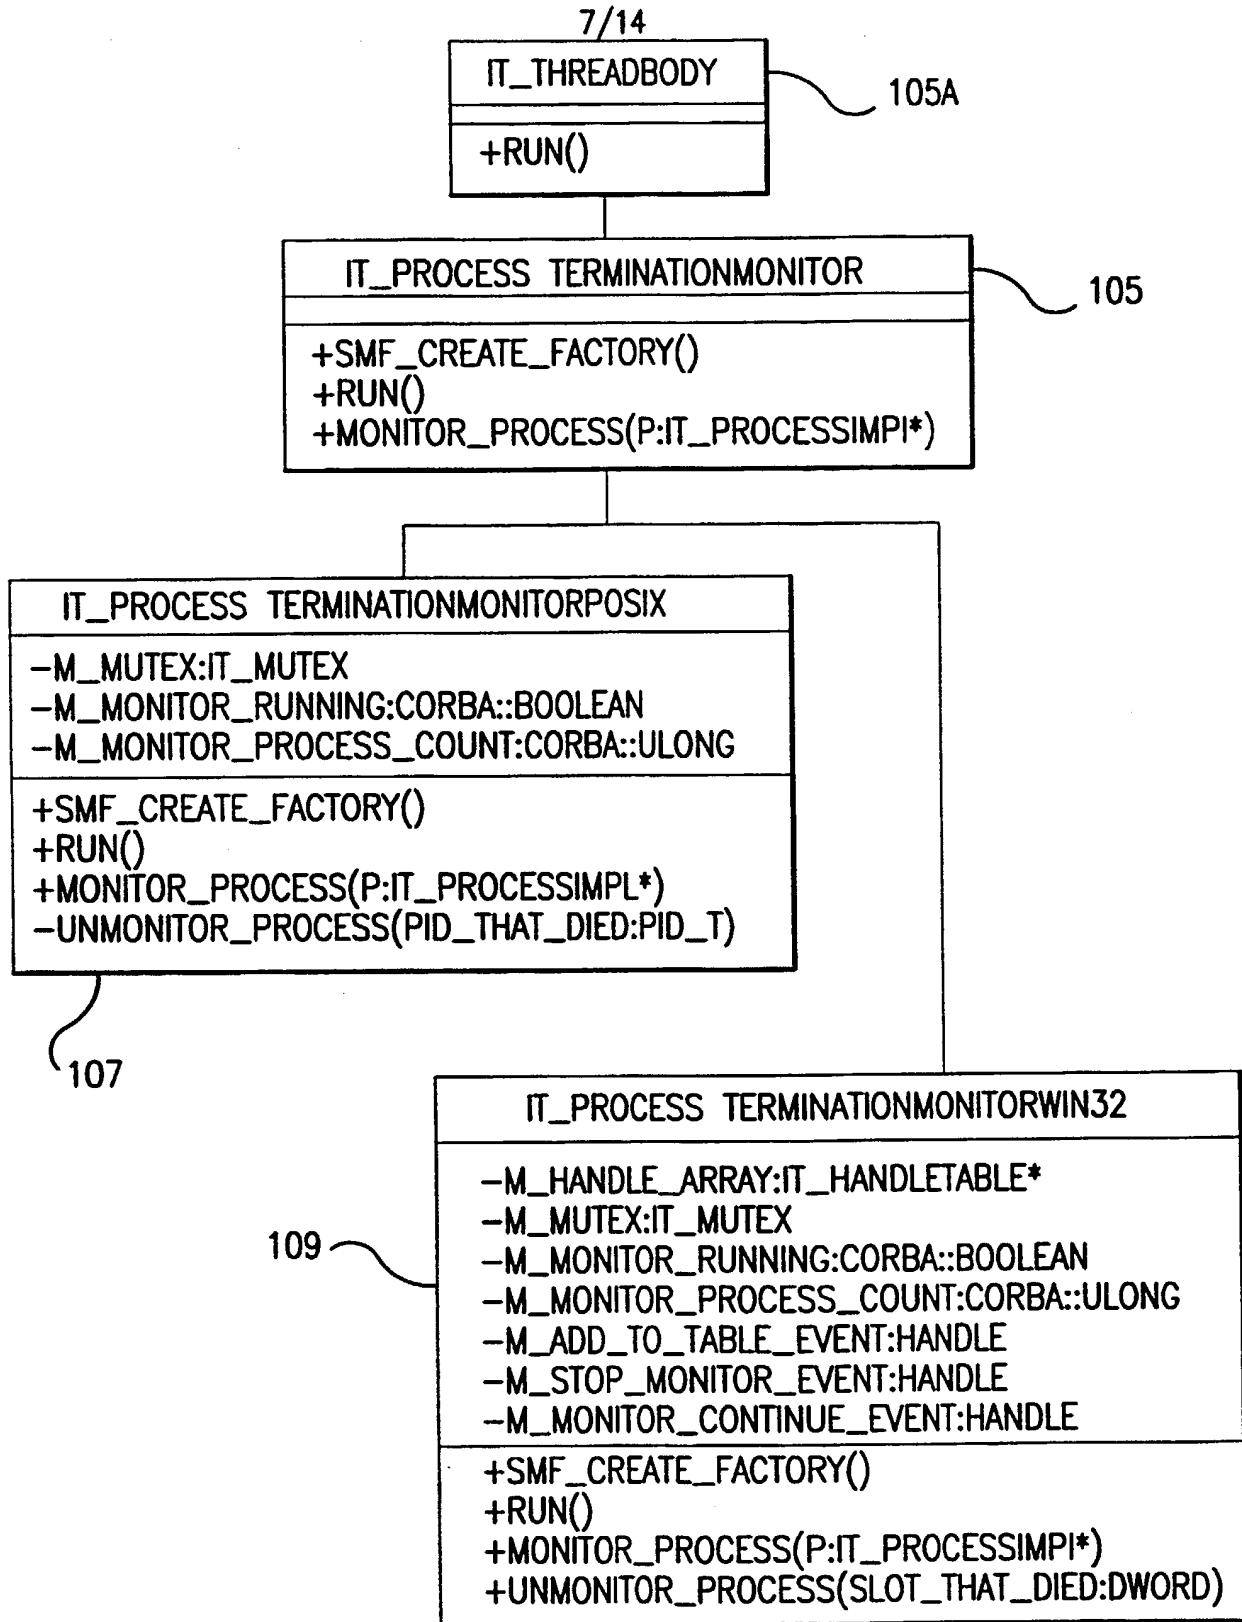 7/14
IT_THREADBODY
105A
+RUN()
IT_PROCESS TERMINATIONMONITOR
105
+SMF_CREATE_FACTORY()
+RUN()
+MONITOR_PROCESS(P:IT_PROCESSIMPI*)
IT_PROCESS TERMINATIONMONITORPOSIX
-M_MUTEX:IT_MUTEX
-M_MONITOR_RUNNING:CORBA::BOOLEAN
-M_MONITOR_PROCESS_COUNT:CORBA::ULONG
+SMF_CREATE_FACTORY()
+RUN()
+MONITOR_PROCESS(P:IT_PROCESSIMPL*)
-UNMONITOR_PROCESS(PID_THAT_DIED:PID_T)
107
IT_PROCESS TERMINATIONMONITORWIN32
-M_HANDLE_ARRAY:IT_HANDLETABLE*
-M_MUTEX:IT_MUTEX
109
-M_MONITOR_RUNNING:CORBA::BOOLEAN
-M_MONITOR_PROCESS_COUNT:CORBA::ULONG
-M_ADD_TO_TABLE_EVENT:HANDLE
-M_STOP_MONITOR_EVENT:HANDLE
-M_MONITOR_CONTINUE_EVENT:HANDLE
+SMF_CREATE_FACTORY()
+RUN()
+MONITOR_PROCESS(P:IT_PROCESSIMPI*)
+UNMONITOR_PROCESS(SLOT_THAT_DIED:DWORD)